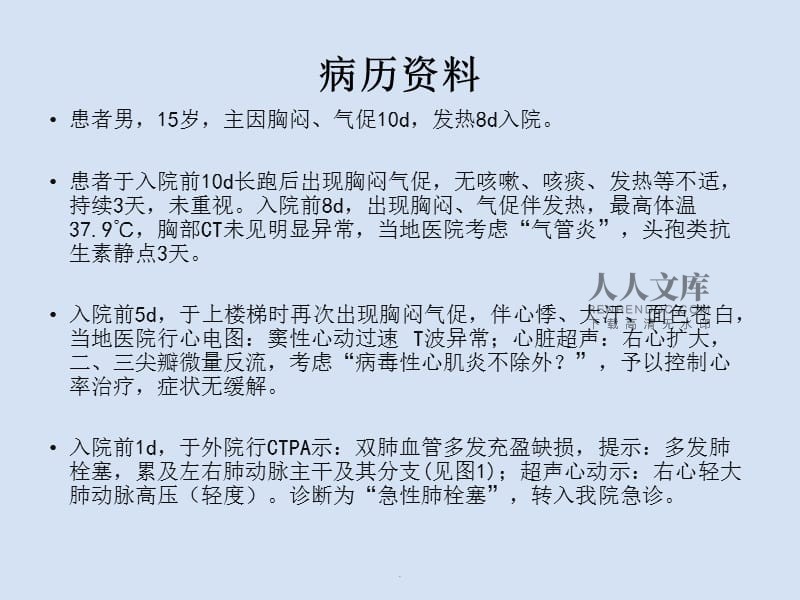 病历资料
• 患者男，15岁，主因胸闷、气促10d，发热8d入院。
• 患者于入院前10d长跑后出现胸闷气促，无咳嗽、咳痰、发热等不适，
持续3天，未重视。入院前8d，出现胸闷、气促伴发热，最高体温
37.9℃，胸部CT未见明显异常，当地医院考虑“气管炎”，头孢类抗
生素静点3天。
人人文库
www.renrendoc.com
下载高清无水印
• 入院前5d，于上楼梯时再次出现胸闷气促，伴心悸、大汗、面色苍白，
当地医院行心电图：窦性心动过速 T波异常；心脏超声：右心扩大，
二、三尖瓣微量反流，考虑“病毒性心肌炎不除外？”，予以控制心
率治疗，症状无缓解。
• 入院前1d，于外院行CTPA示：双肺血管多发充盈缺损，提示：多发肺
栓塞，累及左右肺动脉主干及其分支(见图1)；超声心动示：右心轻大
肺动脉高压（轻度）。诊断为“急性肺栓塞”，转入我院急诊。